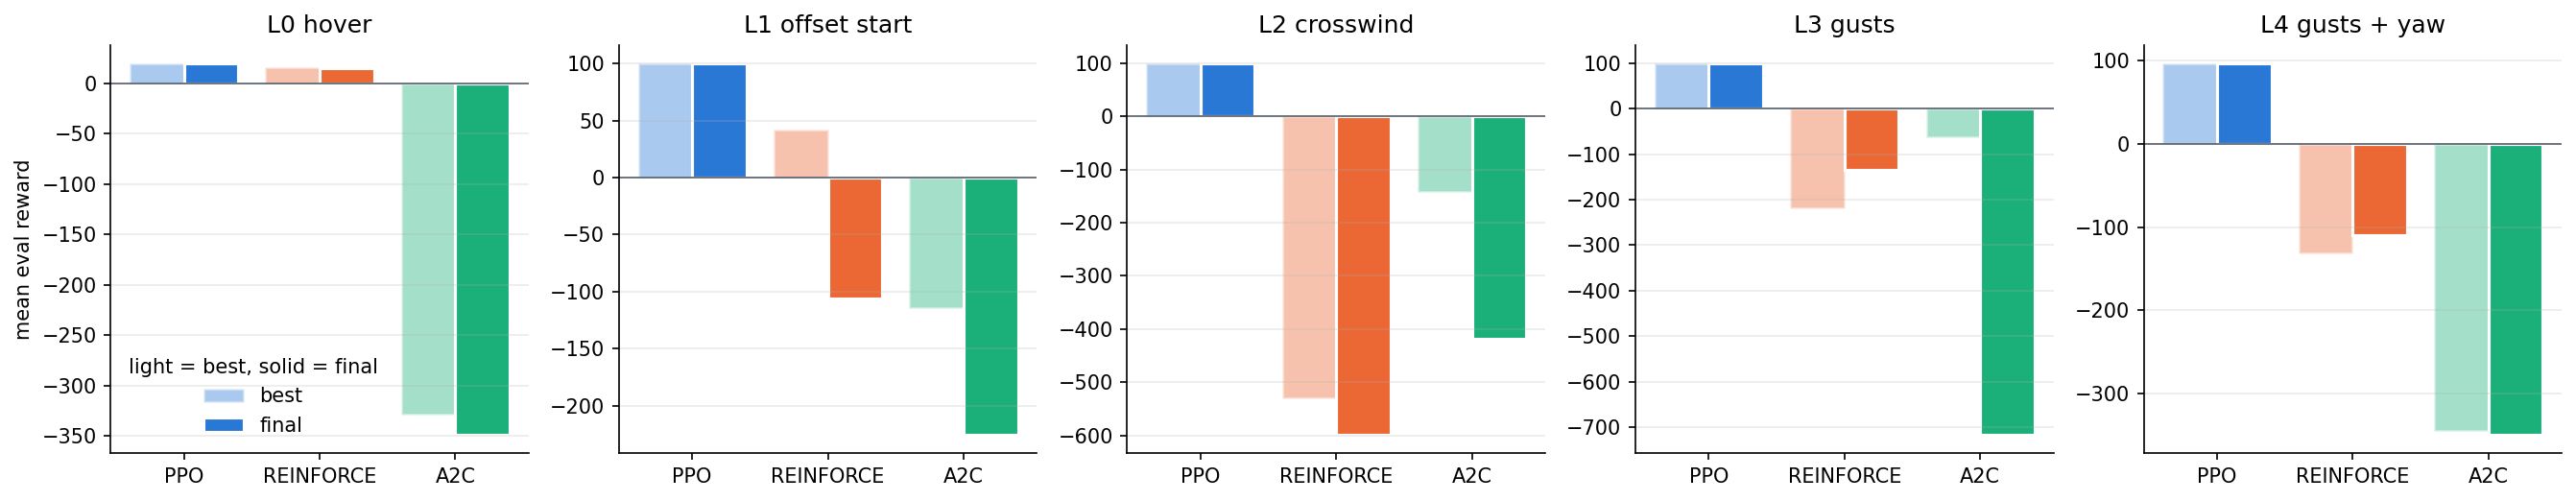 L0 hover
mean eval reward
0
−50
−100
−150
−200
−250
−300
−350
light = best, solid = final
best
final
PPO REINFORCE A2C
L1 offset start
100
50
0
−50
−100
−150
−200
PPO REINFORCE A2C
L2 crosswind
100
0
−100
−200
−300
−400
−500
−600
PPO REINFORCE A2C
L3 gusts
100
0
−100
−200
−300
−400
−500
−600
−700
PPO REINFORCE A2C
L4 gusts + yaw
100
0
−100
−200
−300
PPO REINFORCE A2C